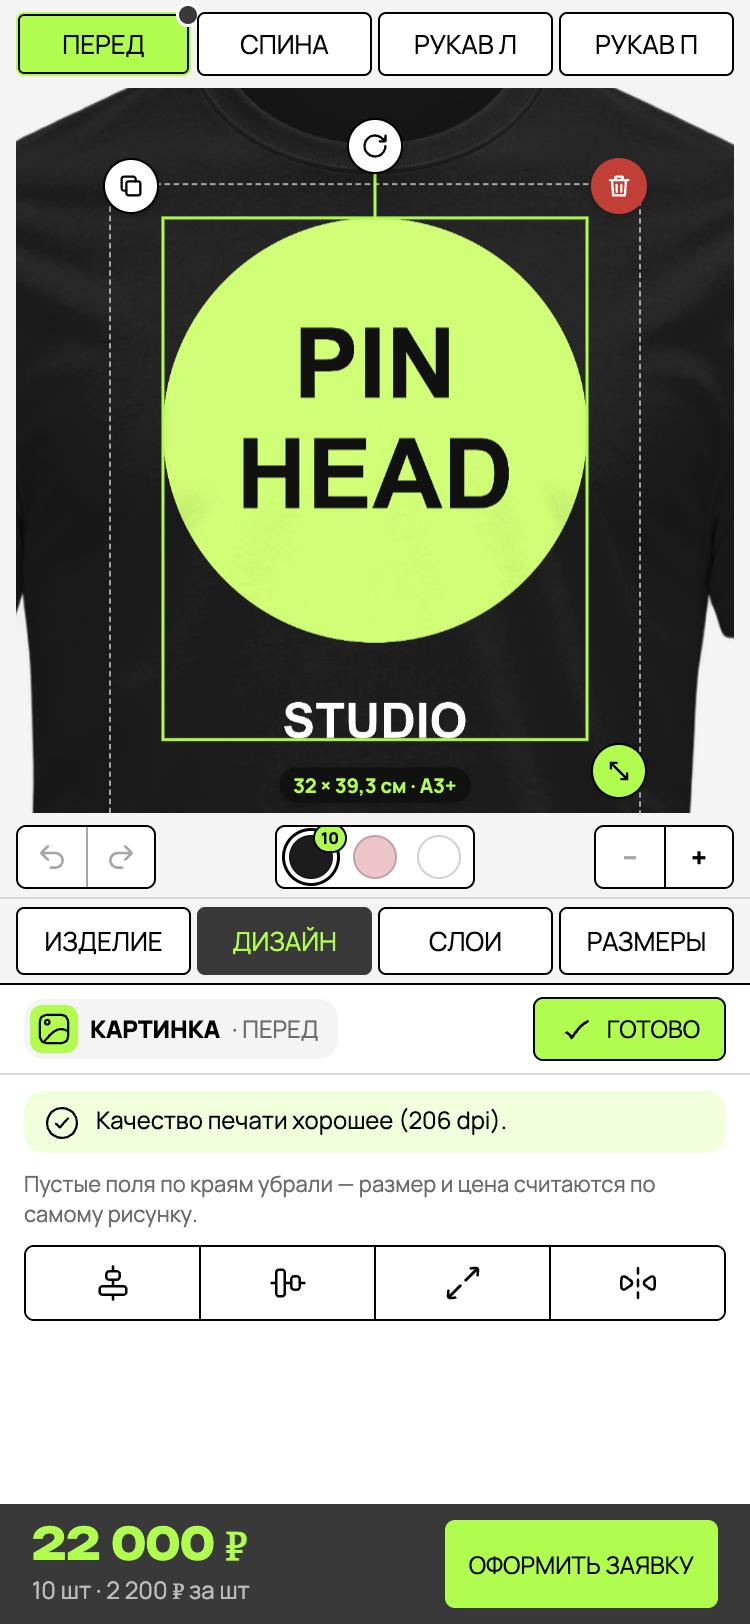 ПЕРЕД СПИНА РУКАВ Л РУКАВ П
PIN
HEAD
STUDIO
32 × 39,3 см · A3+
10
− +
ИЗДЕЛИЕ ДИЗАЙН СЛОИ РАЗМЕРЫ
КАРТИНКА · ПЕРЕД ГОТОВО
Качество печати хорошее (206 dpi).
Пустые поля по краям убрали — размер и цена считаются по
самому рисунку.
22 000 ₽
10 шт · 2 200 ₽ за шт
ОФОРМИТЬ ЗАЯВКУ